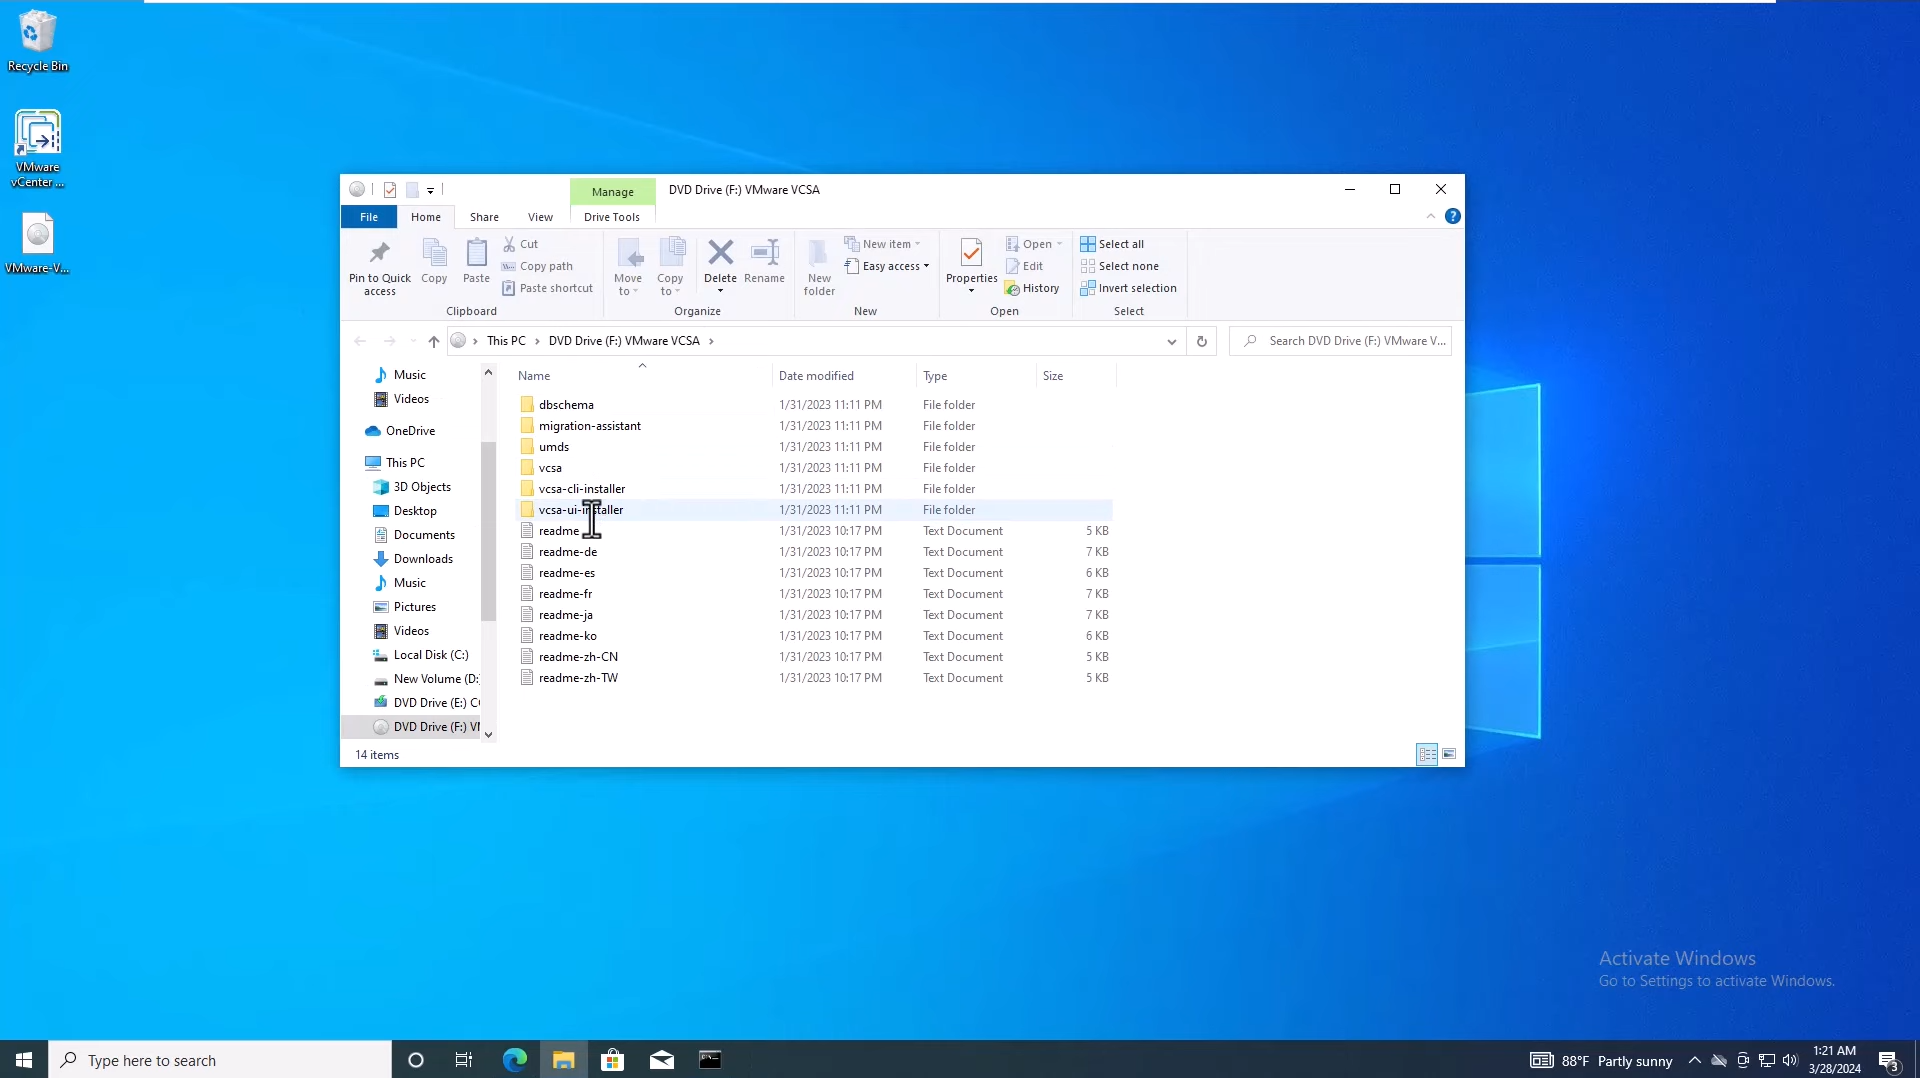 Recycle Bin
VMware
vCenter ...
VMware-V...
Manage
DVD Drive (F:) VMware VCSA
File
Home
Share
View
Drive Tools
Pin to Quick
access
Copy
Paste
Cut
Copy path
Paste shortcut
Clipboard
Move
to
Copy
to
Delete
Rename
Organize
New
folder
New item
Easy access
New
Properties
Open
Edit
History
Open
Select all
Select none
Invert selection
Select
This PC
DVD Drive (F:) VMware VCSA
Search DVD Drive (F:) VMware V...
Music
Videos
OneDrive
This PC
3D Objects
Desktop
Documents
Downloads
Music
Pictures
Videos
Local Disk (C:)
New Volume (D:
DVD Drive (E:)
DVD Drive (F:)
Name Date modified Type Size
dbschema 1/31/2023 11:11 PM File folder
migration-assistant 1/31/2023 11:11 PM File folder
umds 1/31/2023 11:11 PM File folder
vcsa 1/31/2023 11:11 PM File folder
vcsa-cli-installer 1/31/2023 11:11 PM File folder
vcsa-ui-installer 1/31/2023 11:11 PM File folder
readme 1/31/2023 10:17 PM Text Document 5 KB
readme-de 1/31/2023 10:17 PM Text Document 7 KB
readme-es 1/31/2023 10:17 PM Text Document 6 KB
readme-fr 1/31/2023 10:17 PM Text Document 7 KB
readme-ja 1/31/2023 10:17 PM Text Document 7 KB
readme-ko 1/31/2023 10:17 PM Text Document 6 KB
readme-zh-CN 1/31/2023 10:17 PM Text Document 5 KB
readme-zh-TW 1/31/2023 10:17 PM Text Document 5 KB
14 items
Activate Windows
Go to Settings to activate Windows.
Type here to search
88°F Partly sunny
1:21 AM
3/28/2024
3